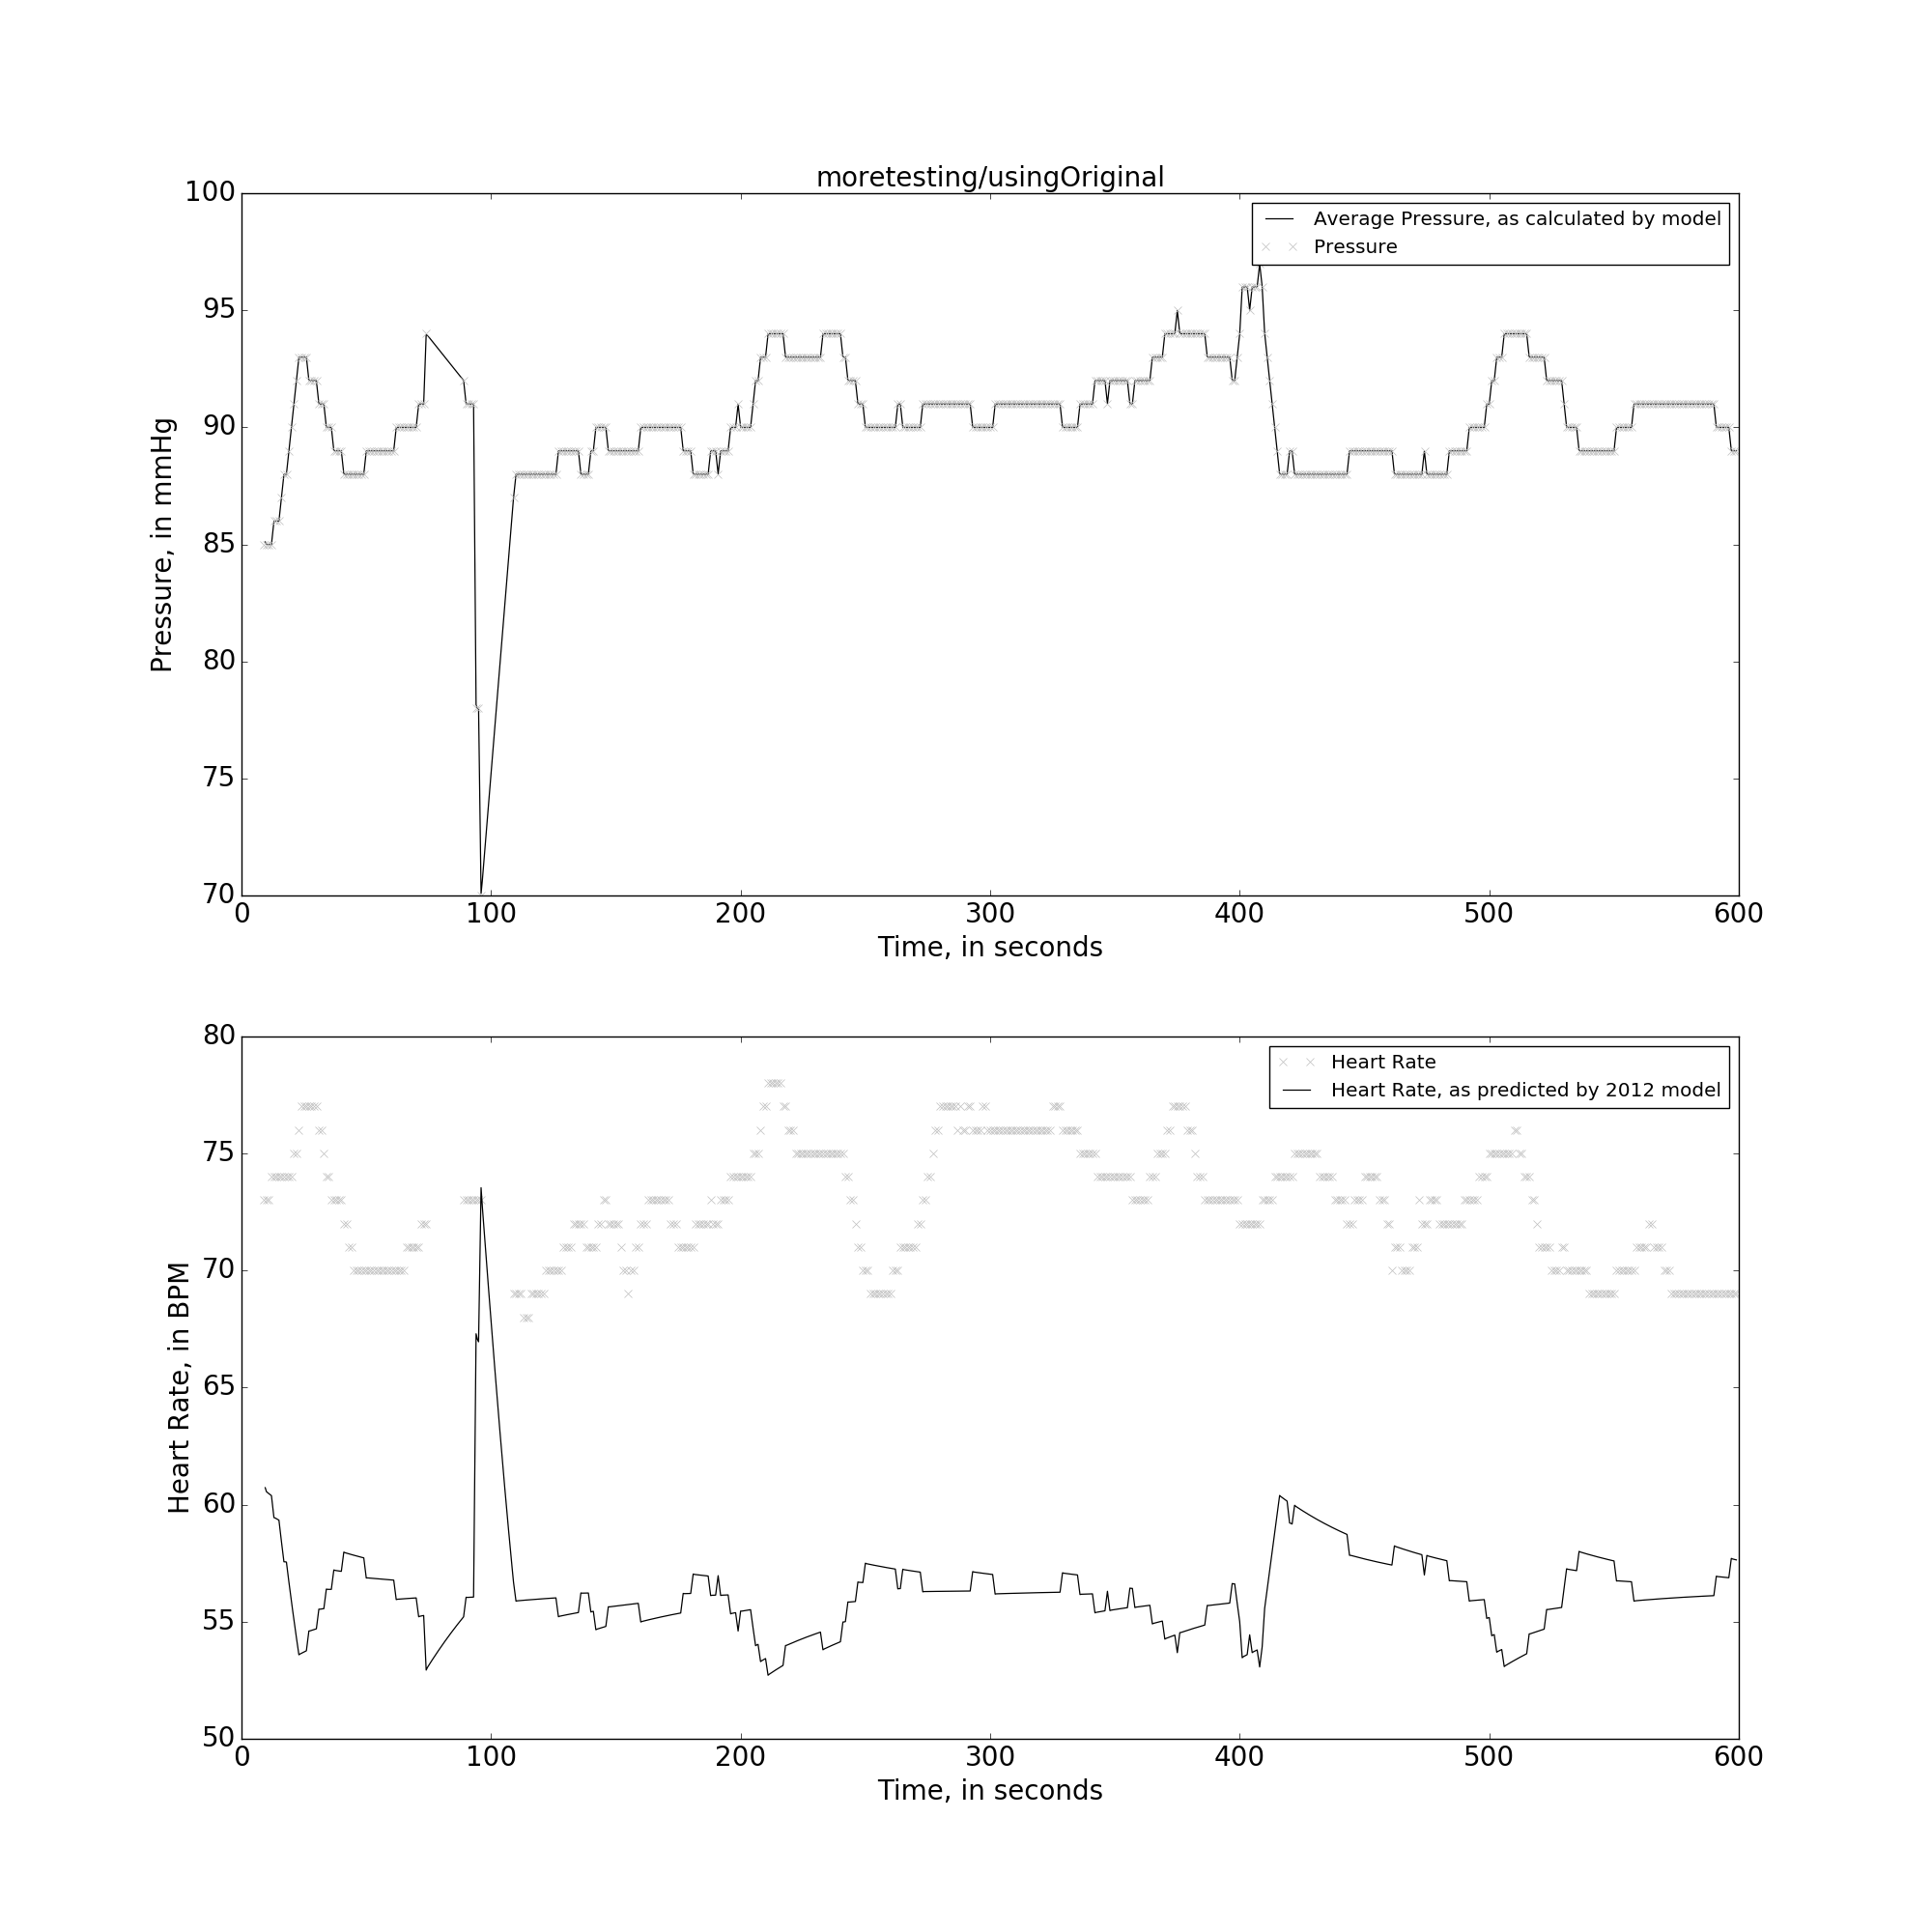 moretesting/usingOriginal
100
95
90
85
80
75
70
Pressure, in mmHg
Average Pressure, as calculated by model
Pressure
0 100 200 300 400 500 600
Time, in seconds
80
75
70
65
60
55
50
Heart Rate, in BPM
Heart Rate
Heart Rate, as predicted by 2012 model
0 100 200 300 400 500 600
Time, in seconds